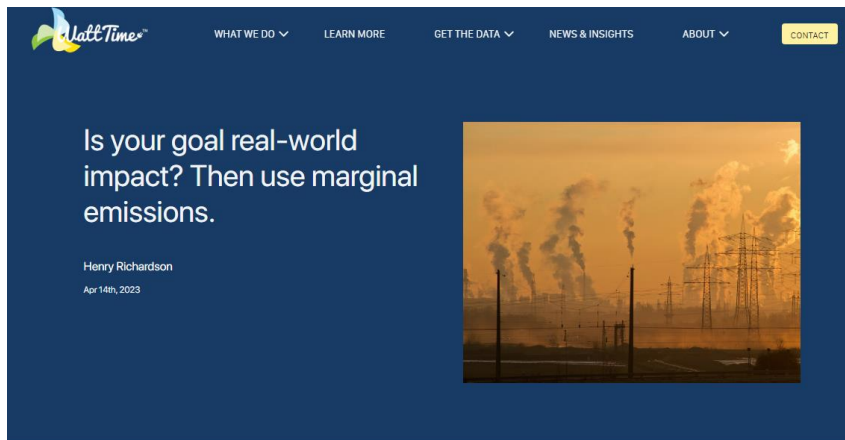 WattTime™
WHAT WE DO
LEARN MORE
GET THE DATA
NEWS & INSIGHTS
ABOUT
CONTACT
Is your goal real-world
impact? Then use marginal
emissions.
Henry Richardson
Apr 14th, 2023